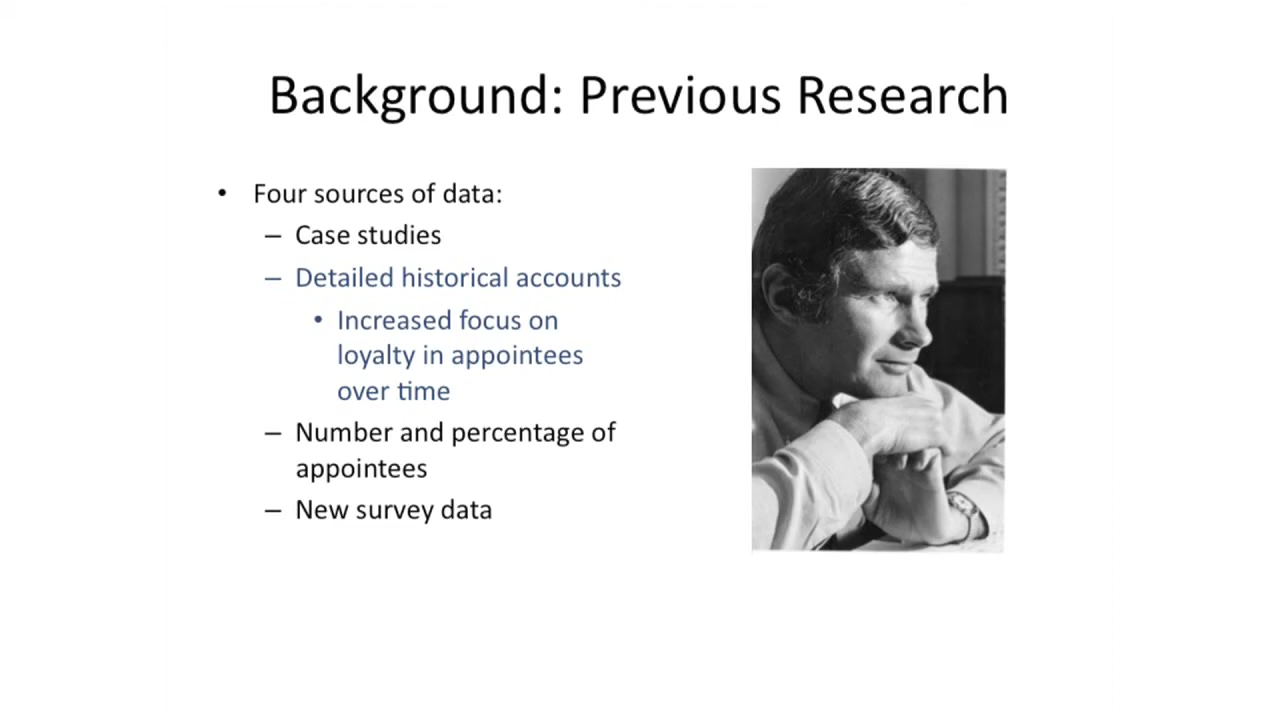 Background: Previous Research
• Four sources of data:
– Case studies
– Detailed historical accounts
• Increased focus on
loyalty in appointees
over time
– Number and percentage of
appointees
– New survey data